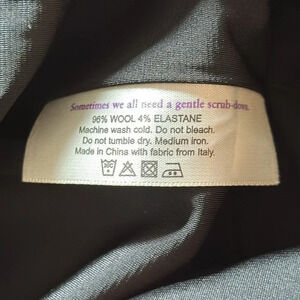 Sometimes we all need a gentle scrub-down.
96% WOOL 4% ELASTANE
Machine wash cold. Do not bleach.
Do not tumble dry. Medium iron.
Made in China with fabric from Italy.